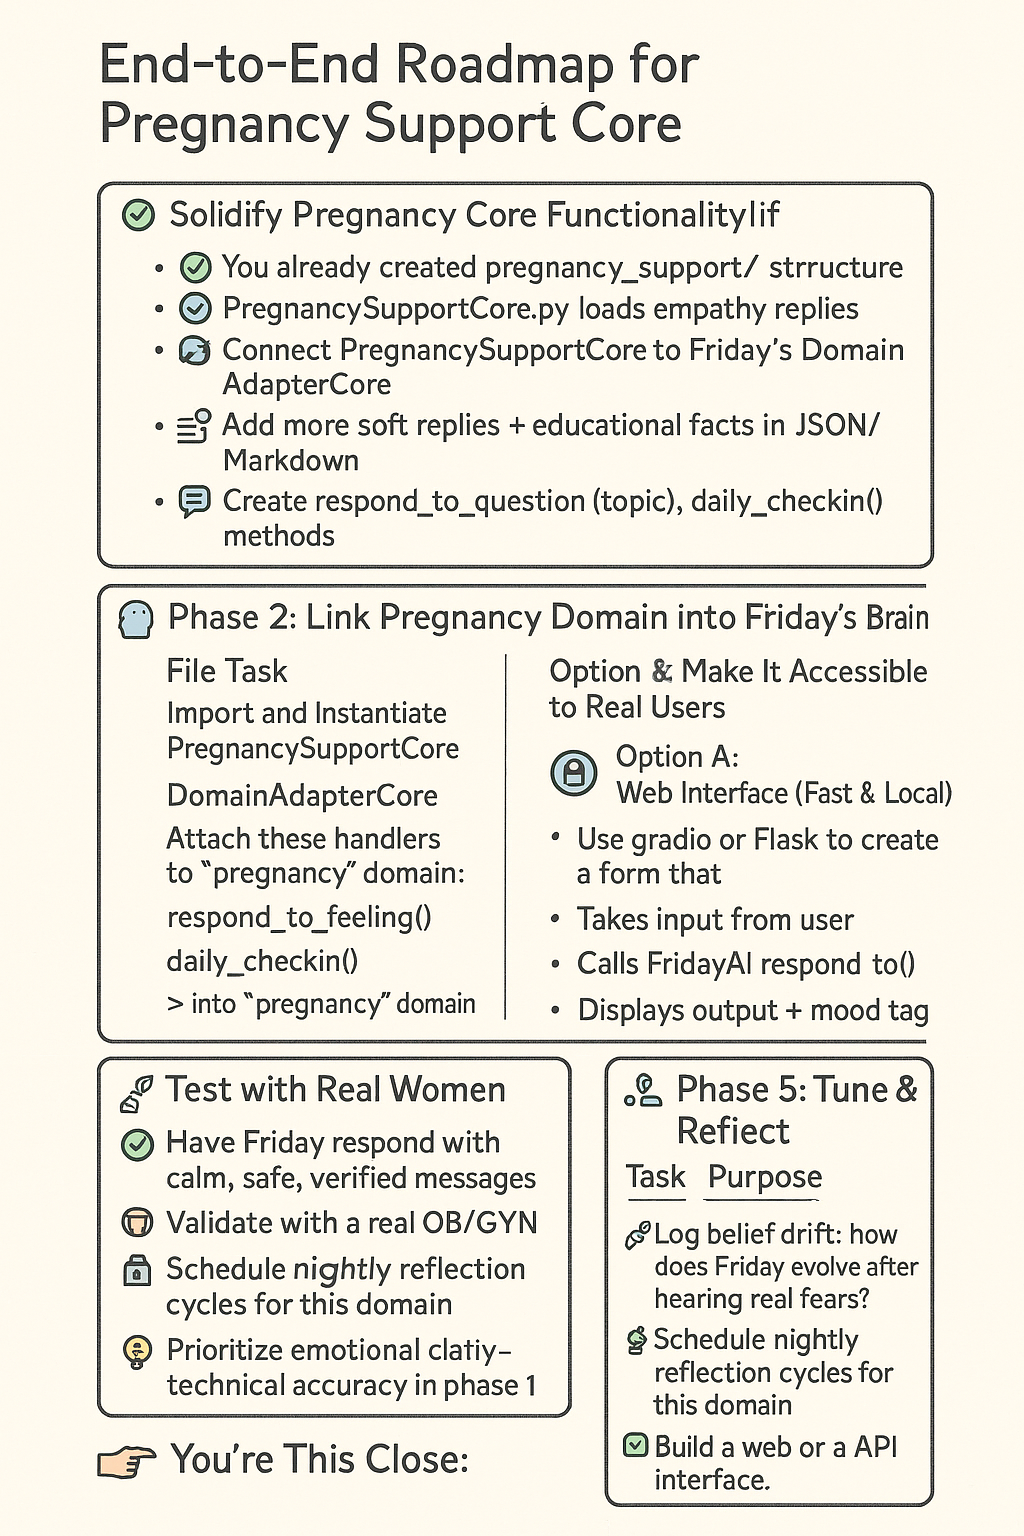 End-to-End Roadmap for
Pregnancy Support Core
Solidify Pregnancy Core Functionalitylif
• You already created pregnancy_support/ strructure
• PregnancySupportCore.py loads empathy replies
• Connect PregnancySupportCore to Friday's Domain
AdapterCore
• Add more soft replies + educational facts in JSON/
Markdown
• Create respond_to_question (topic), daily_checkin()
methods
Phase 2: Link Pregnancy Domain into Friday's Brain
File Task
Import and Instantiate
PregnancySupportCore
DomainAdapterCore
Attach these handlers
to "pregnancy" domain:
respond_to_feeling()
daily_checkin()
> into "pregnancy" domain
Option & Make It Accessible
to Real Users
Option A:
Web Interface (Fast & Local)
• Use gradio or Flask to create
a form that
• Takes input from user
• Calls FridayAI respond to()
• Displays output + mood tag
Test with Real Women
Have Friday respond with
calm, safe, verified messages
Validate with a real OB/GYN
Schedule nightly reflection
cycles for this domain
Prioritize emotional clatiy–
technical accuracy in phase 1
You're This Close:
Phase 5: Tune &
Refiect
Task Purpose
Log belief drift: how
does Friday evolve after
hearing real fears?
Schedule nightly
reflection cycles for
this domain
Build a web or a API
interface.